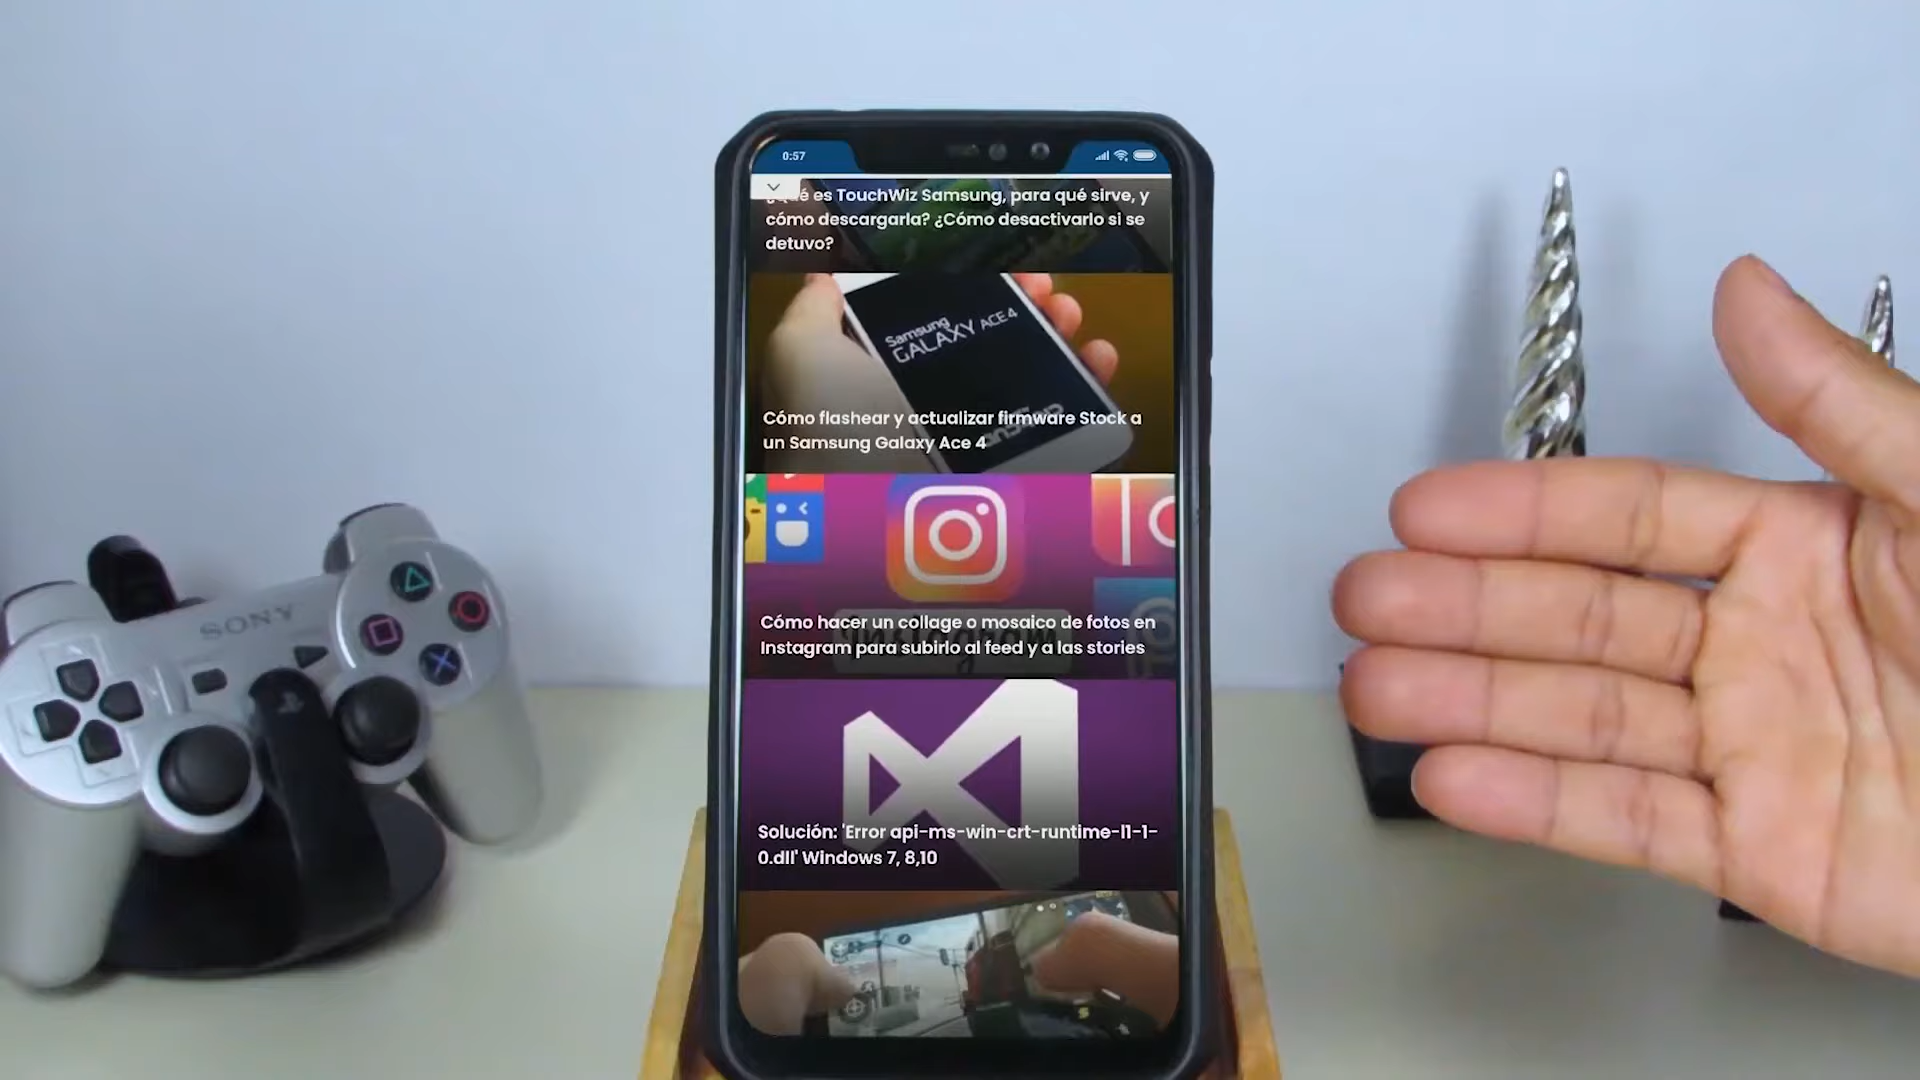 0:57
es TouchWiz Samsung, para qué sirve, y
cómo descargarla? ¿Cómo desactivarlo si se
detuvo?
Samsung
GALAXY ACE 4
Cómo flashear y actualizar firmware Stock a
un Samsung Galaxy Ace 4
Cómo hacer un collage o mosaico de fotos en
Instagram para subirlo al feed y a las stories
Instagram
Solución: 'Error api-ms-win-crt-runtime-l1-1-
0.dll' Windows 7, 8,10
SONY